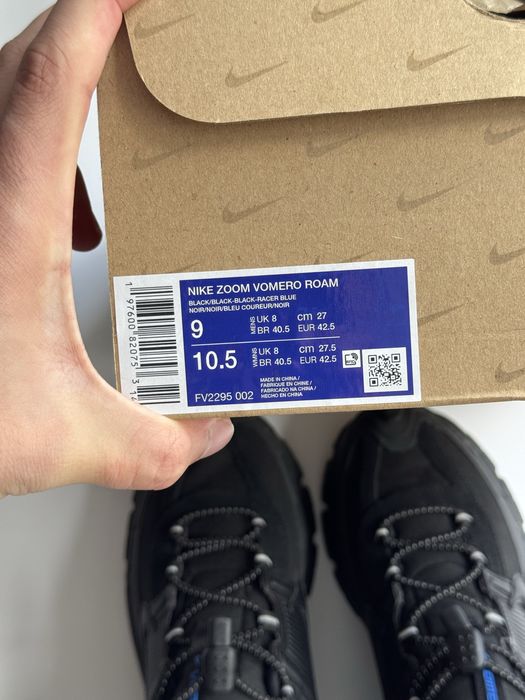 NIKE ZOOM VOMERO ROAM
BLACK/BLACK-BLACK-RACER BLUE
NOIR/NOIR/BLEU COUREUR/NOIR
9 MENS UK 8 cm 27
BR 40.5 EUR 42.5
10.5 WMNS UK 8 cm 27.5
BR 40.5 EUR 42.5
MADE IN CHINA /
FABRIQUE EN CHINE /
FABRICADO NA CHINA /
HECHO EN CHINA
FV2295 002
1 97600 82075 3